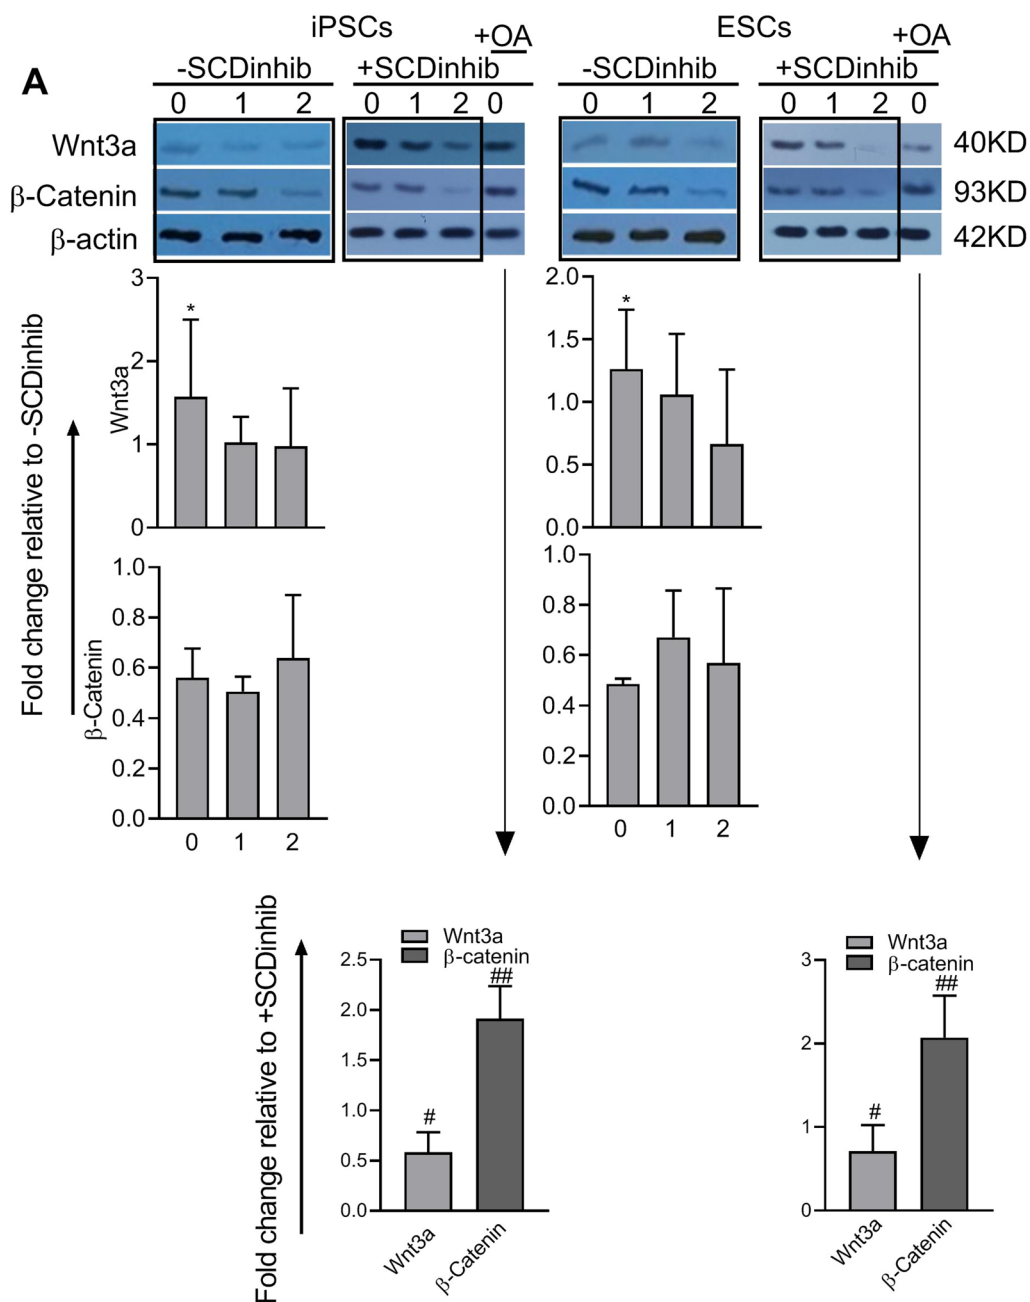 iPSCs +OA ESCs +OA
A -SCDinhib +SCDinhib -SCDinhib +SCDinhib
0 1 2 0 1 2 0 0 1 2 0 1 2 0
Wnt3a 40KD
β-Catenin 93KD
β-actin 42KD
Fold change relative to -SCDinhib
Wnt3a
3
2
1
0
*
2.0
1.5
1.0
0.5
0.0
*
β-Catenin
1.0
0.8
0.6
0.4
0.2
0.0
0 1 2
1.0
0.8
0.6
0.4
0.2
0.0
0 1 2
Fold change relative to +SCDinhib
Wnt3a
β-catenin
2.5
2.0
1.5
1.0
0.5
0.0
#
##
Wnt3a
β-Catenin
Wnt3a
β-catenin
3
2
1
0
#
##
Wnt3a
β-Catenin